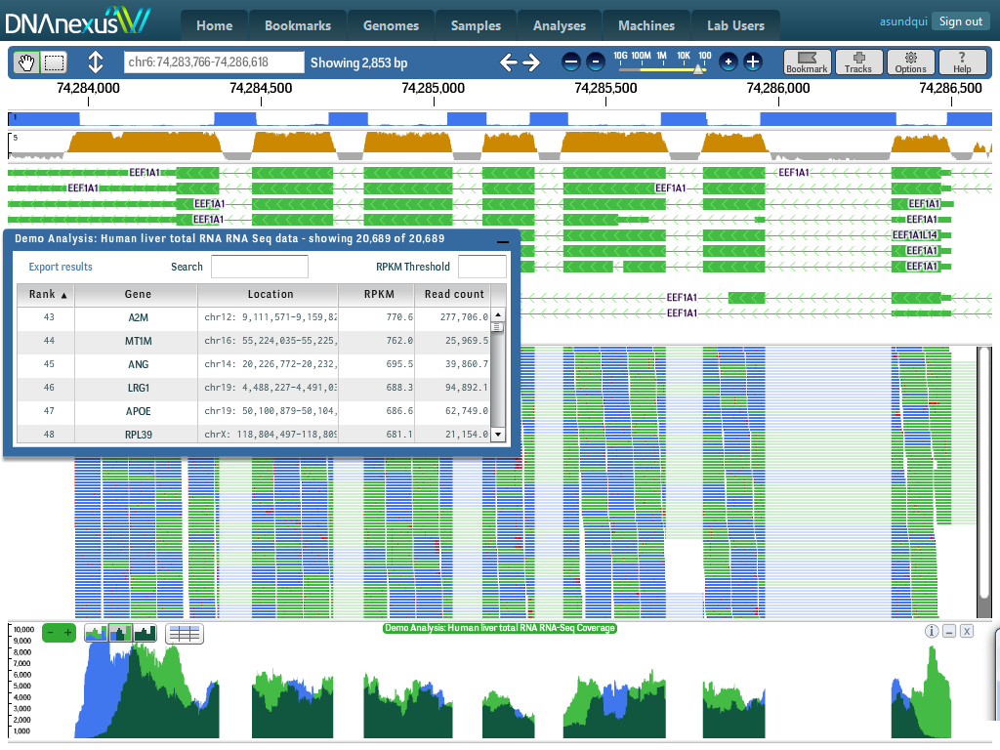 DNAnexus
Home Bookmarks Genomes Samples Analyses Machines Lab Users
asundqui Sign out
chr6:74,283,766-74,286,618 Showing 2,853 bp
10G 100M 1M 10K 100
Bookmark Tracks Options ? Help
74,284,000 74,284,500 74,285,000 74,285,500 74,286,000 74,286,500
1
5
EEF1A1 EEF1A1
EEF1A1 EEF1A1
EEF1A1 EEF1A1
EEF1A1 EEF1A1
EEF1A1L14
EEF1A1
EEF1A1
EEF1A1
EEF1A1
Demo Analysis: Human liver total RNA RNA Seq data - showing 20,689 of 20,689
Export results Search RPKM Threshold
Rank ▲ Gene Location RPKM Read count
43 A2M chr12: 9,111,571-9,159,82 770.6 277,706.0
44 MT1M chr16: 55,224,035-55,225, 762.0 25,969.5
45 ANG chr14: 20,226,772-20,232, 695.5 39,860.7
46 LRG1 chr19: 4,488,227-4,491,03 688.3 94,892.1
47 APOE chr19: 50,100,879-50,104, 686.6 62,749.0
48 RPL39 chrX: 118,804,497-118,809 681.1 21,154.0
Demo Analysis: Human liver total RNA RNA-Seq Coverage
- +
i – X
10,000
9,000
8,000
7,000
6,000
5,000
4,000
3,000
2,000
1,000